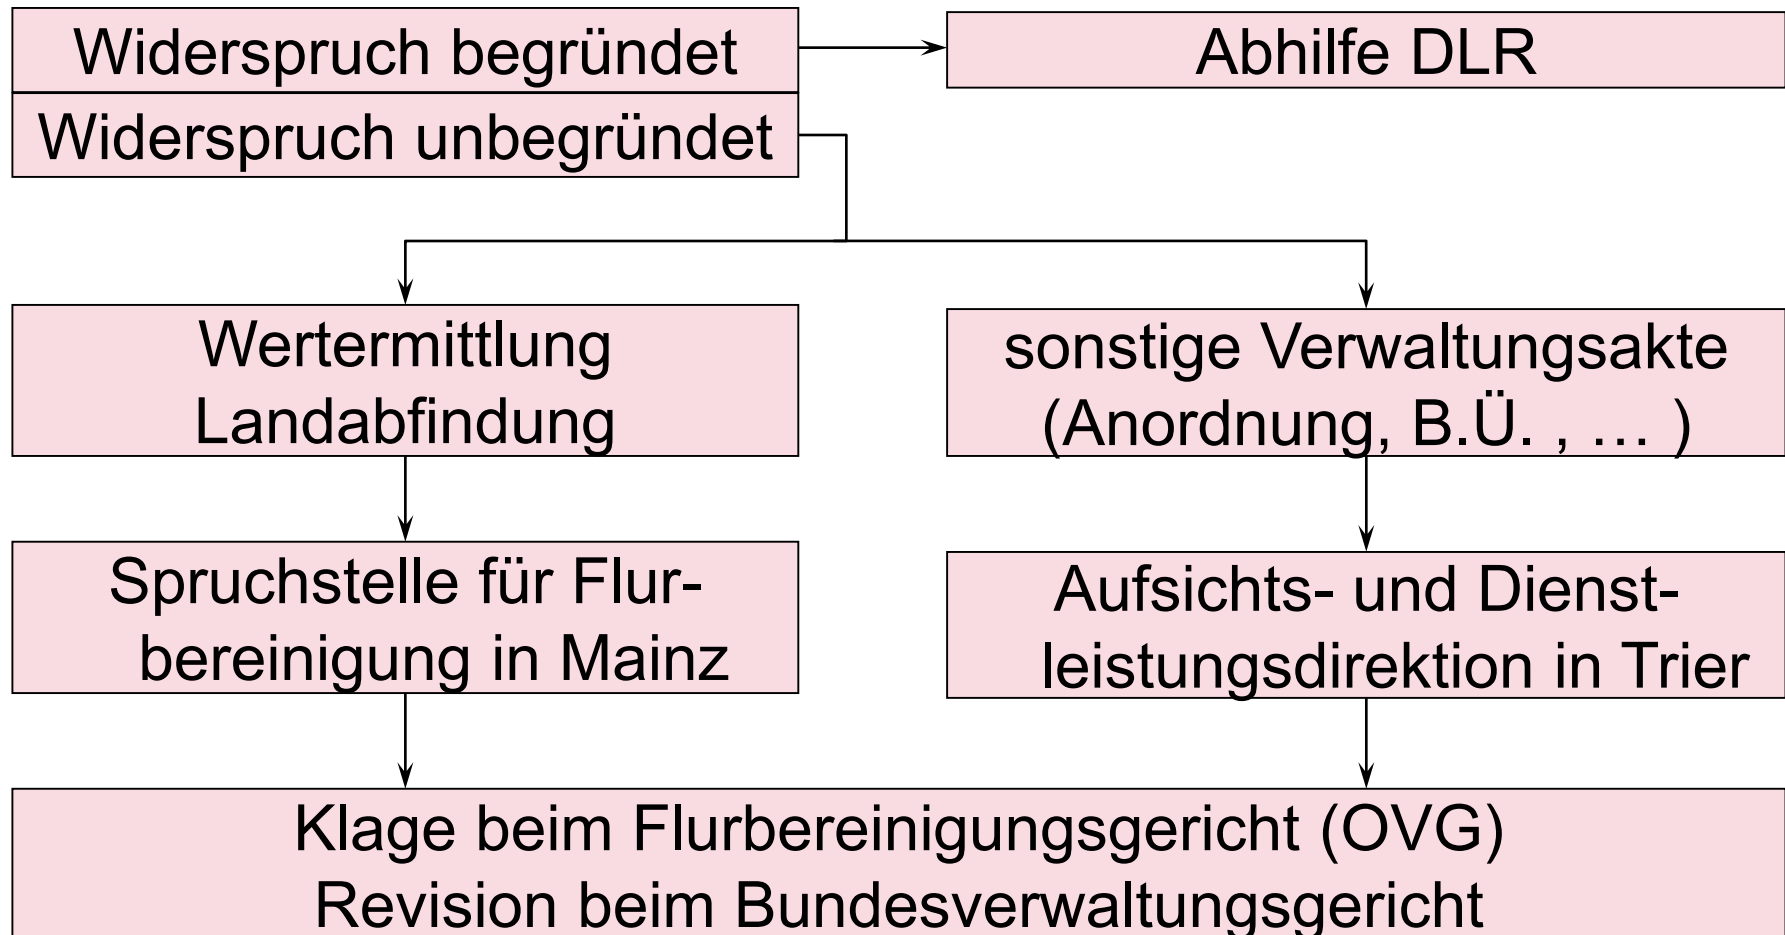 Widerspruch begründet
Abhilfe DLR
Widerspruch unbegründet
Wertermittlung
Landabfindung
sonstige Verwaltungsakte
(Anordnung, B.Ü. , … )
Spruchstelle für Flur-
bereinigung in Mainz
Aufsichts- und Dienst-
leistungsdirektion in Trier
Klage beim Flurbereinigungsgericht (OVG)
Revision beim Bundesverwaltungsgericht